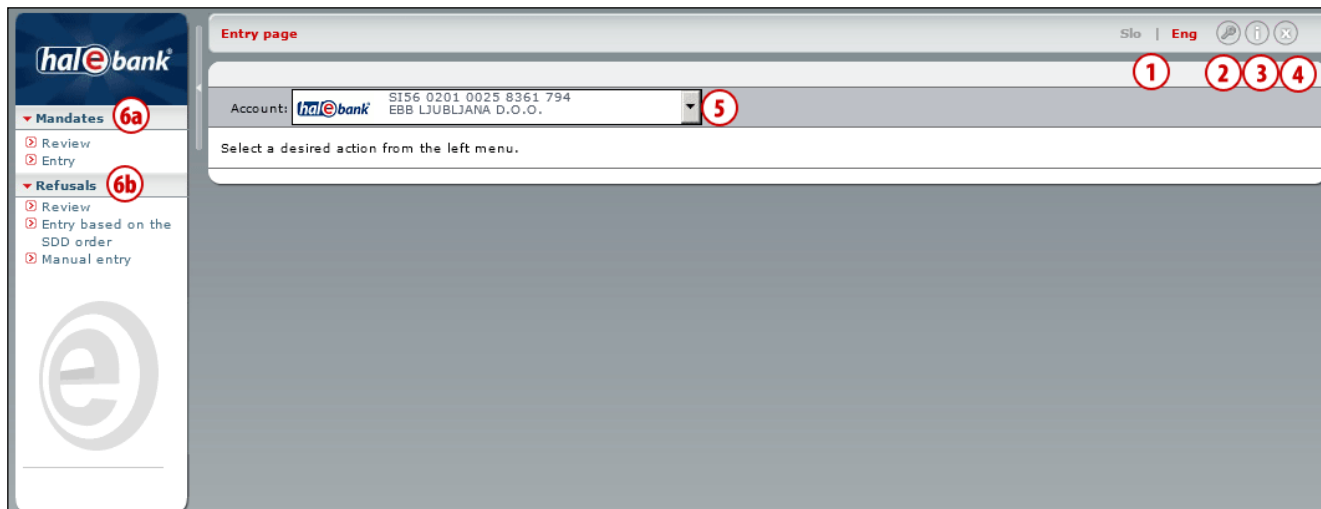 hal e bank®
Entry page
Slo | Eng
1
2
3
4
Account:
hal e bank
SI56 0201 0025 8361 794
EBB LJUBLJANA D.O.O.
5
Select a desired action from the left menu.
Mandates
6a
Review
Entry
Refusals
6b
Review
Entry based on the
SDD order
Manual entry
e